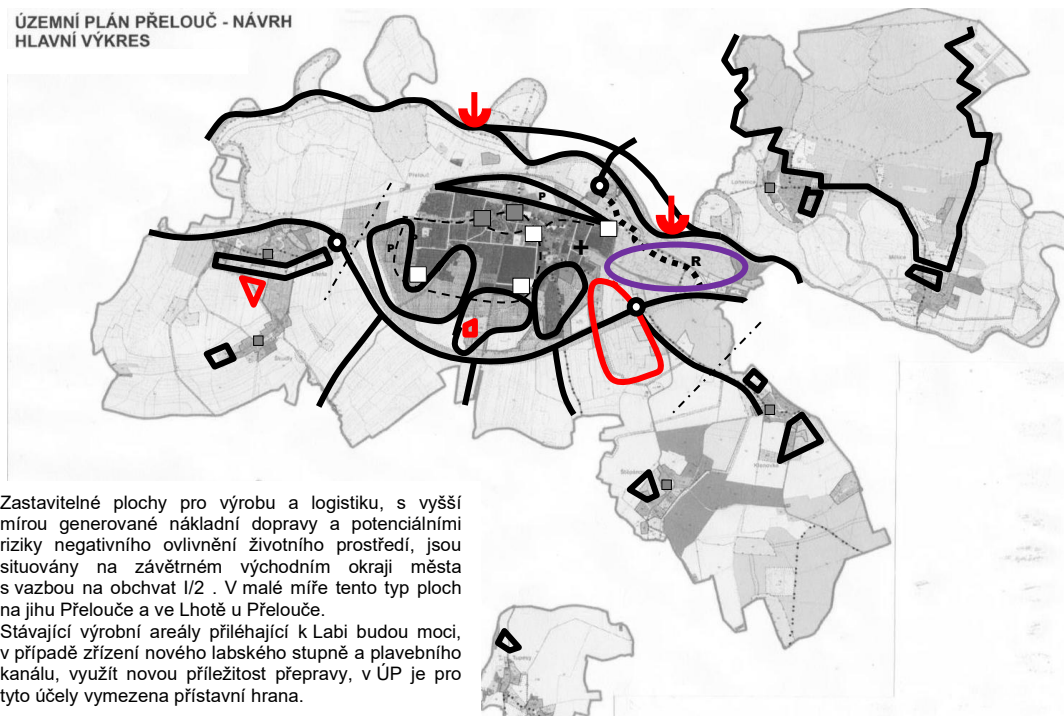 ÚZEMNÍ PLÁN PŘELOUČ - NÁVRH
HLAVNÍ VÝKRES
P
P
R
Zastavitelné plochy pro výrobu a logistiku, s vyšší
mírou generované nákladní dopravy a potenciálními
riziky negativního ovlivnění životního prostředí, jsou
situovány na závětrném východním okraji města
s vazbou na obchvat I/2 . V malé míře tento typ ploch
na jihu Přelouče a ve Lhotě u Přelouče.
Stávající výrobní areály přiléhající k Labi budou moci,
v případě zřízení nového labského stupně a plavebního
kanálu, využít novou příležitost přepravy, v ÚP je pro
tyto účely vymezena přístavní hrana.